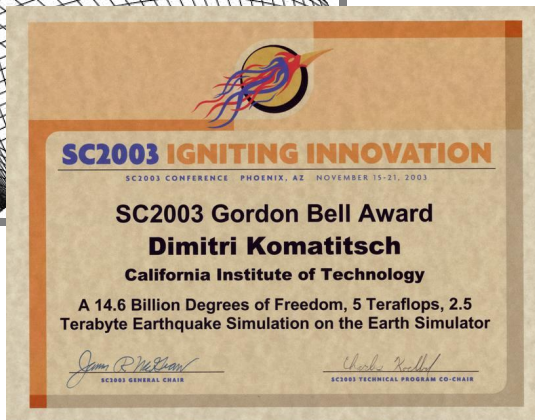 SC2003 IGNITING INNOVATION
SC2003 CONFERENCE PHOENIX, AZ NOVEMBER 15-21, 2003
SC2003 Gordon Bell Award
Dimitri Komatitsch
California Institute of Technology
A 14.6 Billion Degrees of Freedom, 5 Teraflops, 2.5
Terabyte Earthquake Simulation on the Earth Simulator
SC2003 GENERAL CHAIR
SC2003 TECHNICAL PROGRAM CO-CHAIR